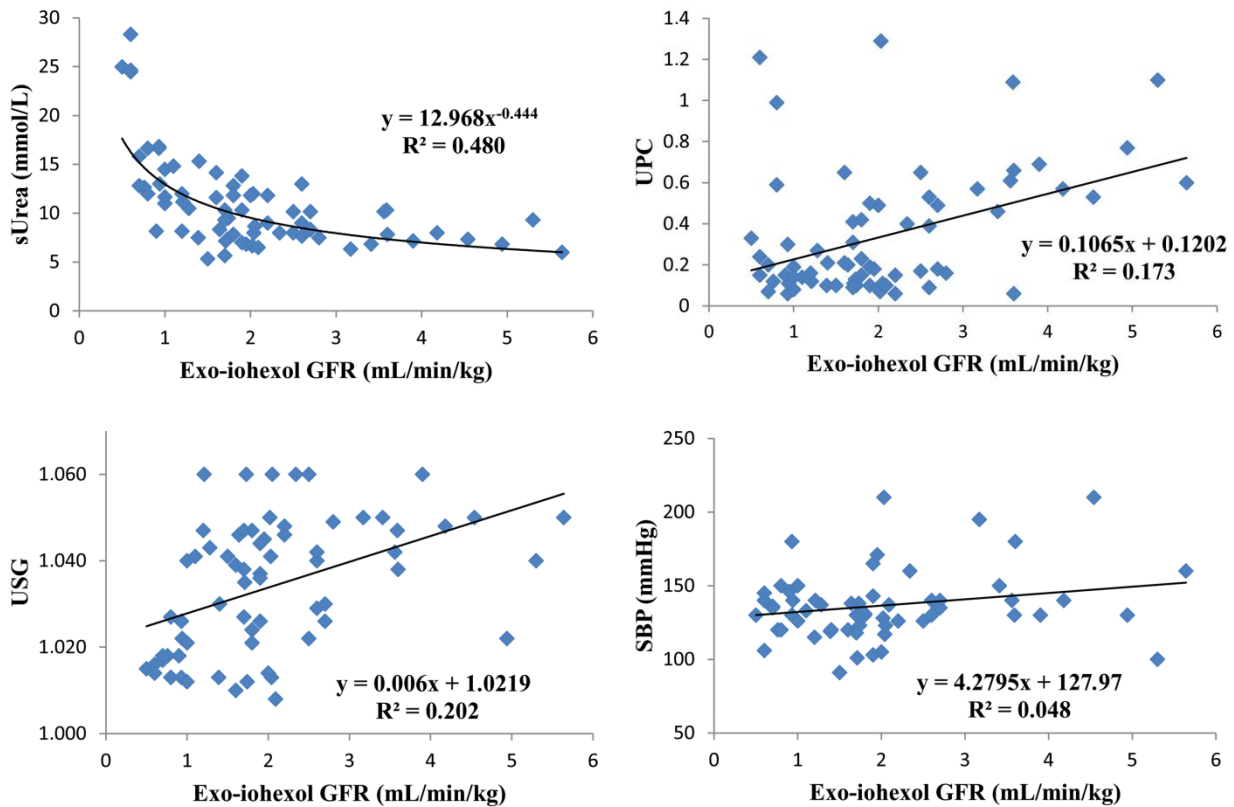 30
25
20
15
10
5
0
sUrea (mmol/L)
y = 12.968x^-0.444
R² = 0.480
0 1 2 3 4 5 6
Exo-iohexol GFR (mL/min/kg)
1.4
1.2
1
0.8
0.6
0.4
0.2
0
UPC
y = 0.1065x + 0.1202
R² = 0.173
0 1 2 3 4 5 6
Exo-iohexol GFR (mL/min/kg)
1.060
1.040
1.020
1.000
USG
y = 0.006x + 1.0219
R² = 0.202
0 1 2 3 4 5 6
Exo-iohexol GFR (mL/min/kg)
250
200
150
100
50
SBP (mmHg)
y = 4.2795x + 127.97
R² = 0.048
0 1 2 3 4 5 6
Exo-iohexol GFR (mL/min/kg)